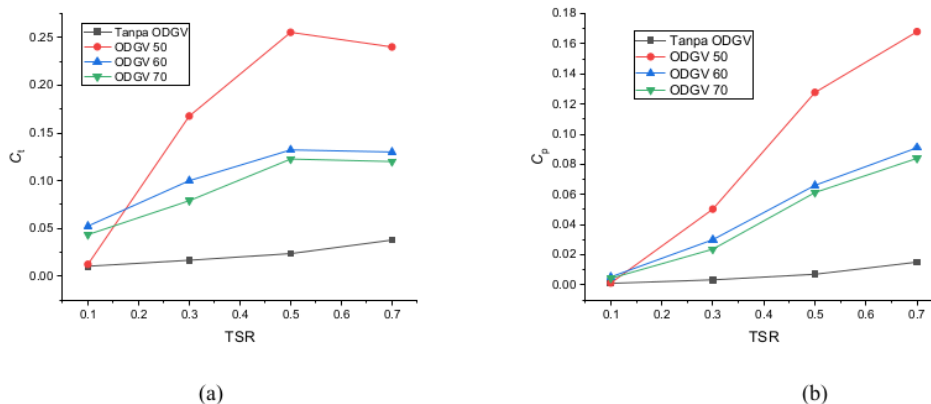 Tanpa ODGV
ODGV 50
ODGV 60
ODGV 70
0.25
0.20
0.15
0.10
0.05
0.00
Ct
0.1 0.2 0.3 0.4 0.5 0.6 0.7
TSR
(a)
Tanpa ODGV
ODGV 50
ODGV 60
ODGV 70
0.18
0.16
0.14
0.12
0.10
0.08
0.06
0.04
0.02
0.00
Cp
0.1 0.2 0.3 0.4 0.5 0.6 0.7
TSR
(b)